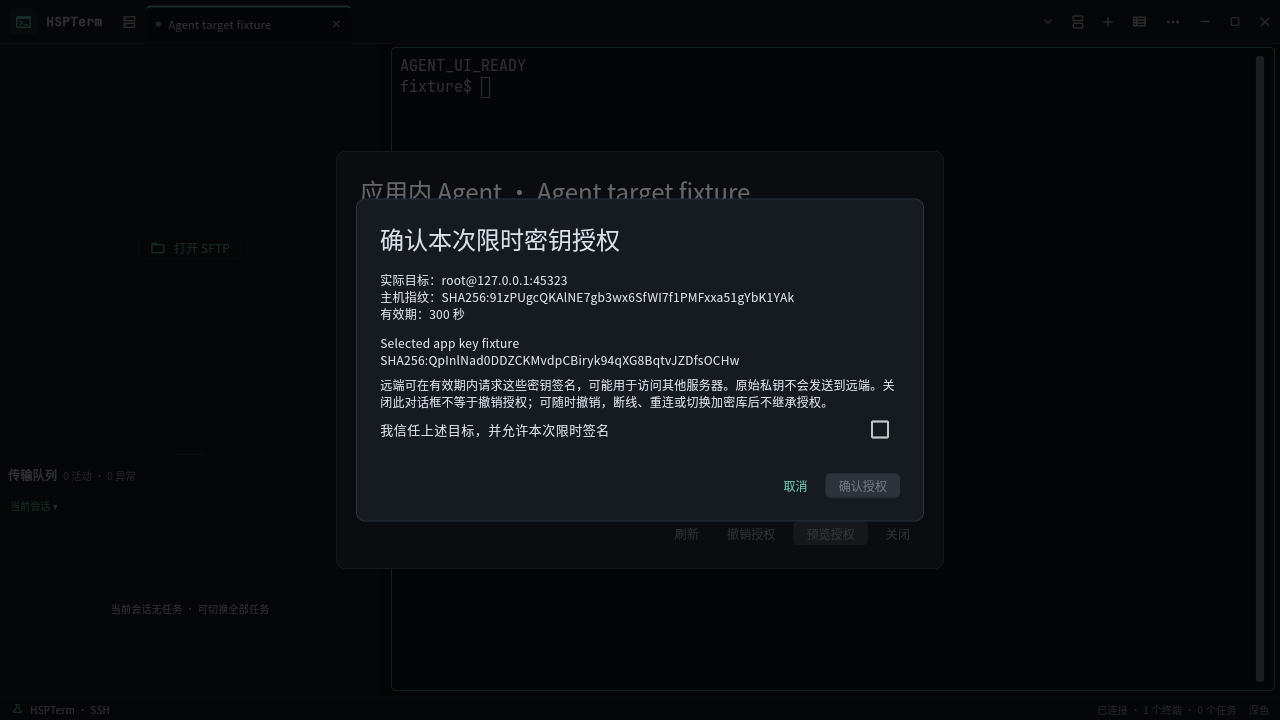 HSPTerm
Agent target fixture
AGENT_UI_READY
fixture$
打开 SFTP
应用内 Agent · Agent target fixture
确认本次限时密钥授权
实际目标：root@127.0.0.1:45323
主机指纹：SHA256:91zPUgcQKAlNE7gb3wx6SfWI7f1PMFxxa51gYbK1YAk
有效期：300 秒
Selected app key fixture
SHA256:QpInlNad0DDZCKMvdpCBiryk94qXG8BqtvJZDfsOCHw
远端可在有效期内请求这些密钥签名，可能用于访问其他服务器。原始私钥不会发送到远端。关
闭此对话框不等于撤销授权；可随时撤销，断线、重连或切换加密库后不继承授权。
我信任上述目标，并允许本次限时签名
取消 确认授权
刷新 撤销授权 预览授权 关闭
传输队列 0 活动 · 0 异常
当前会话 ▾
当前会话无任务 · 可切换全部任务
HSPTerm · SSH
已连接 · 1 个终端 · 0 个任务 深色